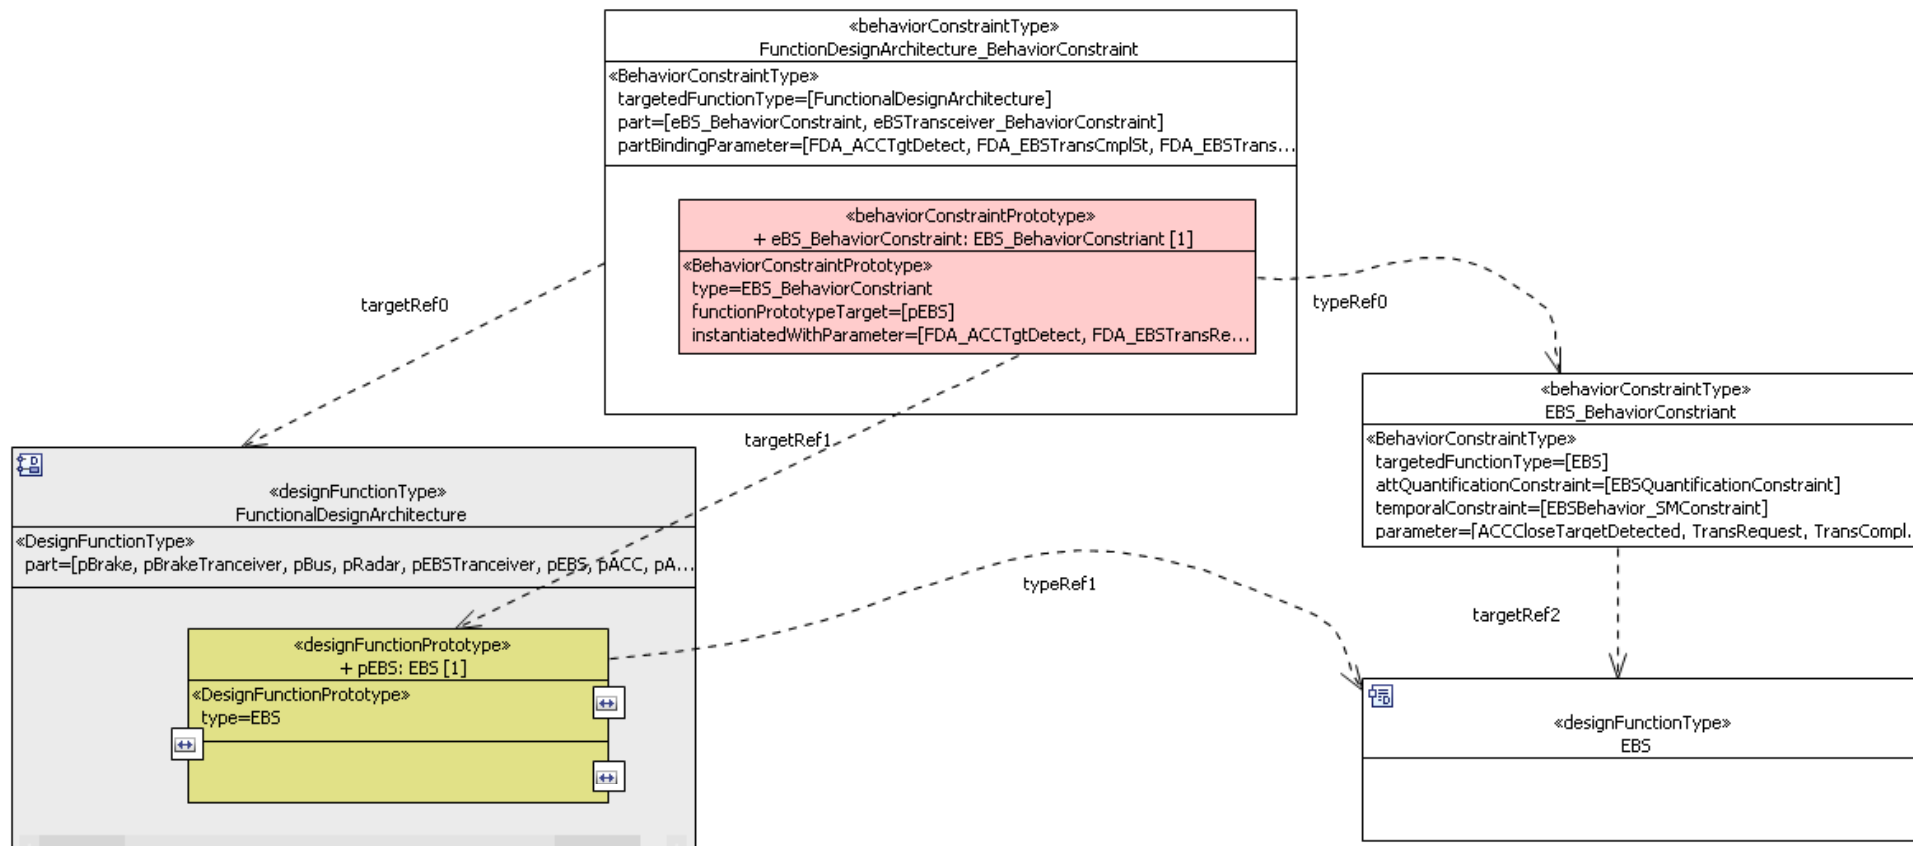 «behaviorConstraintType»
FunctionDesignArchitecture_BehaviorConstraint
«BehaviorConstraintType»
targetedFunctionType=[FunctionalDesignArchitecture]
part=[eBS_BehaviorConstraint, eBSTransceiver_BehaviorConstraint]
partBindingParameter=[FDA_ACCTgtDetect, FDA_EBSTransCmplSt, FDA_EBSTrans...
«behaviorConstraintPrototype»
+ eBS_BehaviorConstraint: EBS_BehaviorConstriant [1]
«BehaviorConstraintPrototype»
type=EBS_BehaviorConstriant
functionPrototypeTarget=[pEBS]
instantiatedWithParameter=[FDA_ACCTgtDetect, FDA_EBSTransRe...
targetRef0
typeRef0
targetRef1
«behaviorConstraintType»
EBS_BehaviorConstriant
«BehaviorConstraintType»
targetedFunctionType=[EBS]
attQuantificationConstraint=[EBSQuantificationConstraint]
temporalConstraint=[EBSBehavior_SMConstraint]
parameter=[ACCCloseTargetDetected, TransRequest, TransCompl..
«designFunctionType»
FunctionalDesignArchitecture
«DesignFunctionType»
part=[pBrake, pBrakeTranceiver, pBus, pRadar, pEBSTranceiver, pEBS, pACC, pA...
typeRef1
targetRef2
«designFunctionPrototype»
+ pEBS: EBS [1]
«DesignFunctionPrototype»
type=EBS
«designFunctionType»
EBS